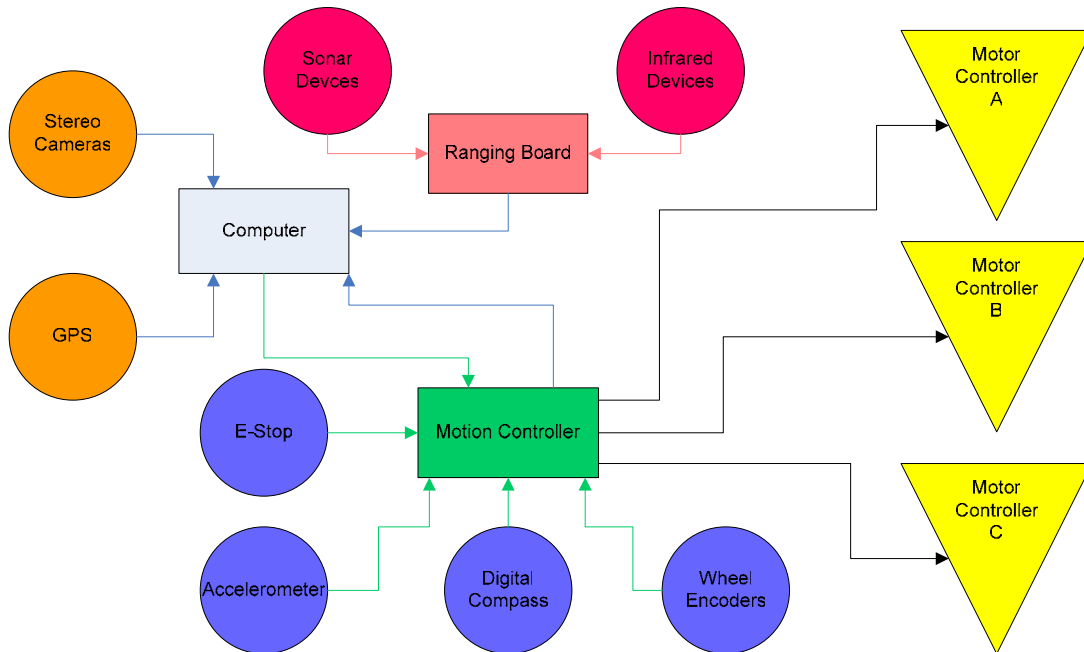 Sonar
Devces
Infrared
Devices
Motor
Controller
A
Stereo
Cameras
Ranging Board
Computer
Motor
Controller
B
GPS
E-Stop
Motion Controller
Motor
Controller
C
Accelerometer
Digital
Compass
Wheel
Encoders